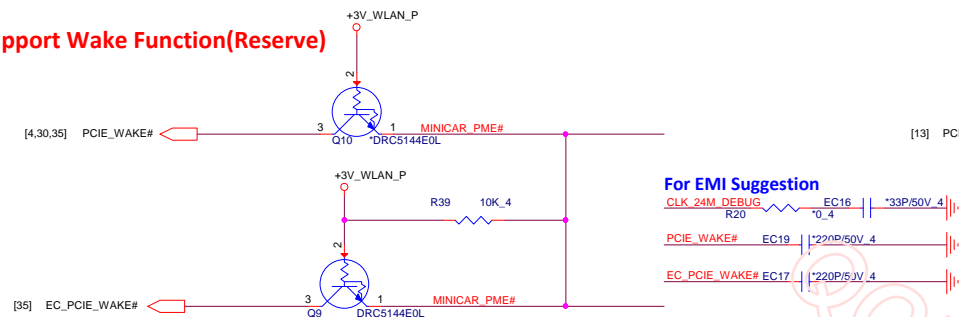 +3V_WLAN_P
pport Wake Function(Reserve)
2
[4,30,35] PCIE_WAKE#
3
1
MINICAR_PME#
Q10
*DRC5144E0L
[13] PC
+3V_WLAN_P
R39 10K_4
2
[35] EC_PCIE_WAKE#
3
1
MINICAR_PME#
Q9
DRC5144E0L
For EMI Suggestion
CLK_24M_DEBUG
R20
*0_4
EC16
*33P/50V_4
PCIE_WAKE#
EC19
*220P/50V_4
EC_PCIE_WAKE#
EC17
*220P/50V_4